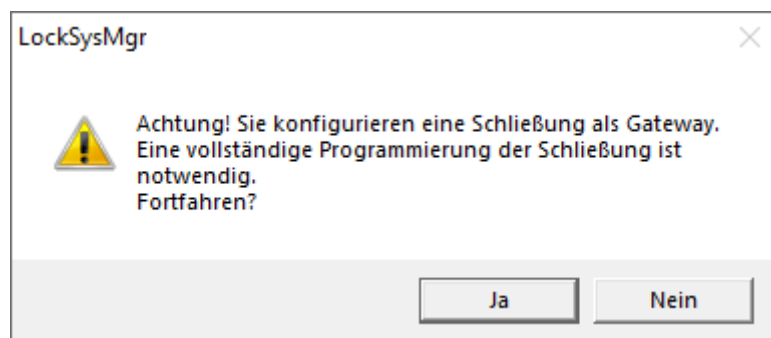 LockSysMgr
Achtung! Sie konfigurieren eine Schließung als Gateway.
Eine vollständige Programmierung der Schließung ist
notwendig.
Fortfahren?
Ja
Nein